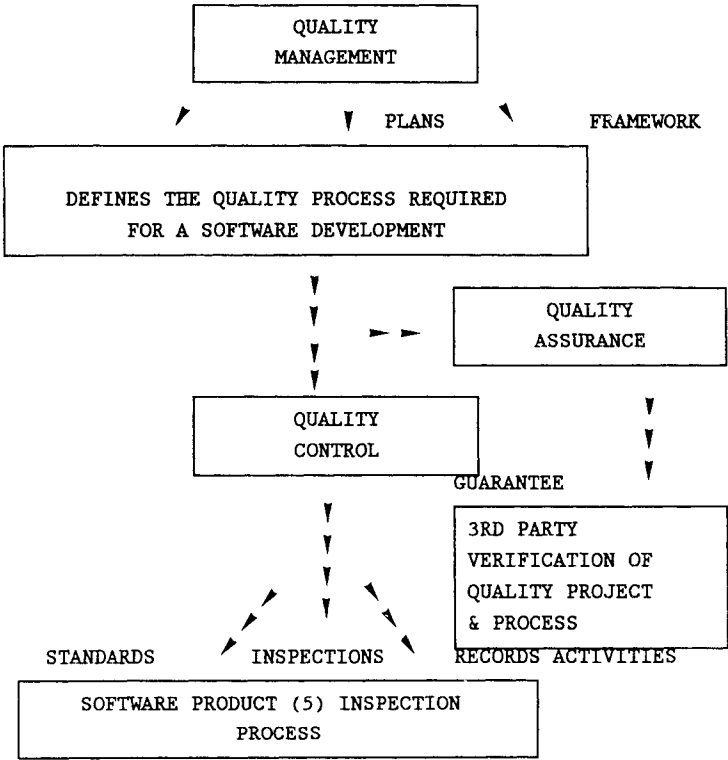 QUALITY
MANAGEMENT
PLANS
FRAMEWORK
DEFINES THE QUALITY PROCESS REQUIRED
FOR A SOFTWARE DEVELOPMENT
QUALITY
ASSURANCE
QUALITY
CONTROL
GUARANTEE
3RD PARTY
VERIFICATION OF
QUALITY PROJECT
& PROCESS
STANDARDS
INSPECTIONS
RECORDS ACTIVITIES
SOFTWARE PRODUCT (5) INSPECTION
PROCESS